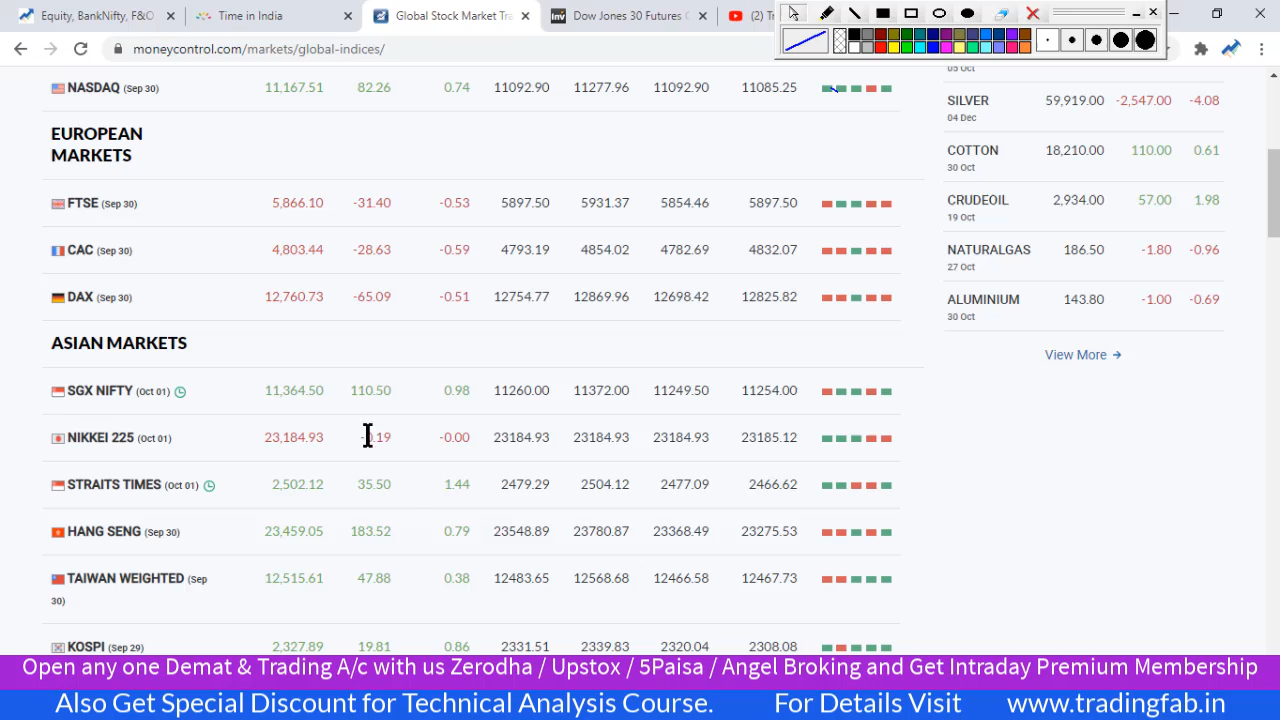 Equity, BankNifty, F&O
Time in India
Global Stock Market Tra
Dow Jones 30 Futures
moneycontrol.com/markets/global-indices/
NASDAQ (Sep 30) 11,167.51 82.26 0.74 11092.90 11277.96 11092.90 11085.25
EUROPEAN
MARKETS
FTSE (Sep 30) 5,866.10 -31.40 -0.53 5897.50 5931.37 5854.46 5897.50
CAC (Sep 30) 4,803.44 -28.63 -0.59 4793.19 4854.02 4782.69 4832.07
DAX (Sep 30) 12,760.73 -65.09 -0.51 12754.77 12869.96 12698.42 12825.82
ASIAN MARKETS
SGX NIFTY (Oct 01) 11,364.50 110.50 0.98 11260.00 11372.00 11249.50 11254.00
NIKKEI 225 (Oct 01) 23,184.93 -0.19 -0.00 23184.93 23184.93 23184.93 23185.12
STRAITS TIMES (Oct 01) 2,502.12 35.50 1.44 2479.29 2504.12 2477.09 2466.62
HANG SENG (Sep 30) 23,459.05 183.52 0.79 23548.89 23780.87 23368.49 23275.53
TAIWAN WEIGHTED (Sep 12,515.61 47.88 0.38 12483.65 12568.68 12466.58 12467.73
30)
KOSPI (Sep 29) 2,327.89 19.81 0.86 2331.51 2339.83 2320.04 2308.08
05 Oct
SILVER 59,919.00 -2,547.00 -4.08
04 Dec
COTTON 18,210.00 110.00 0.61
30 Oct
CRUDEOIL 2,934.00 57.00 1.98
19 Oct
NATURALGAS 186.50 -1.80 -0.96
27 Oct
ALUMINIUM 143.80 -1.00 -0.69
30 Oct
View More
Open any one Demat & Trading A/c with us Zerodha / Upstox / 5Paisa / Angel Broking and Get Intraday Premium Membership
Also Get Special Discount for Technical Analysis Course. For Details Visit www.tradingfab.in